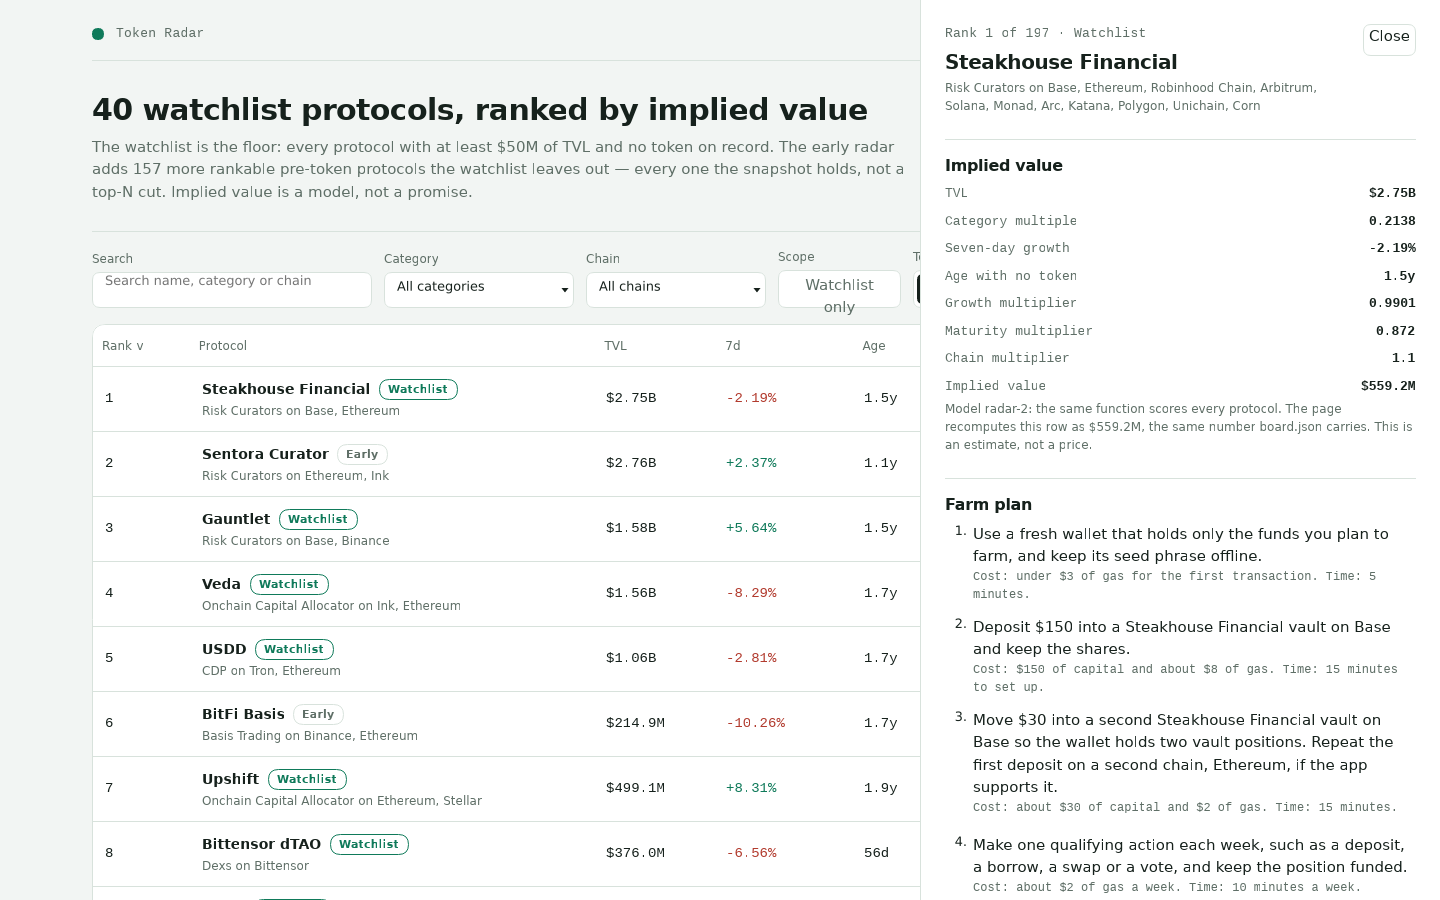 Token Radar
40 watchlist protocols, ranked by implied value
The watchlist is the floor: every protocol with at least $50M of TVL and no token on record. The early radar
adds 157 more rankable pre-token protocols the watchlist leaves out — every one the snapshot holds, not a
top-N cut. Implied value is a model, not a promise.
Search
Category
Chain
Scope
Search name, category or chain
All categories
All chains
Watchlist
only
Rank v Protocol TVL 7d Age
1 Steakhouse Financial Watchlist $2.75B -2.19% 1.5y
Risk Curators on Base, Ethereum
2 Sentora Curator Early $2.76B +2.37% 1.1y
Risk Curators on Ethereum, Ink
3 Gauntlet Watchlist $1.58B +5.64% 1.5y
Risk Curators on Base, Binance
4 Veda Watchlist $1.56B -8.29% 1.7y
Onchain Capital Allocator on Ink, Ethereum
5 USDD Watchlist $1.06B -2.81% 1.7y
CDP on Tron, Ethereum
6 BitFi Basis Early $214.9M -10.26% 1.7y
Basis Trading on Binance, Ethereum
7 Upshift Watchlist $499.1M +8.31% 1.9y
Onchain Capital Allocator on Ethereum, Stellar
8 Bittensor dTAO Watchlist $376.0M -6.56% 56d
Dexs on Bittensor
Rank 1 of 197 · Watchlist
Close
Steakhouse Financial
Risk Curators on Base, Ethereum, Robinhood Chain, Arbitrum,
Solana, Monad, Arc, Katana, Polygon, Unichain, Corn
Implied value
TVL $2.75B
Category multiple 0.2138
Seven-day growth -2.19%
Age with no token 1.5y
Growth multiplier 0.9901
Maturity multiplier 0.872
Chain multiplier 1.1
Implied value $559.2M
Model radar-2: the same function scores every protocol. The page
recomputes this row as $559.2M, the same number board.json carries. This is
an estimate, not a price.
Farm plan
1. Use a fresh wallet that holds only the funds you plan to
farm, and keep its seed phrase offline.
Cost: under $3 of gas for the first transaction. Time: 5
minutes.
2. Deposit $150 into a Steakhouse Financial vault on Base
and keep the shares.
Cost: $150 of capital and about $8 of gas. Time: 15 minutes
to set up.
3. Move $30 into a second Steakhouse Financial vault on
Base so the wallet holds two vault positions. Repeat the
first deposit on a second chain, Ethereum, if the app
supports it.
Cost: about $30 of capital and $2 of gas. Time: 15 minutes.
4. Make one qualifying action each week, such as a deposit,
a borrow, a swap or a vote, and keep the position funded.
Cost: about $2 of gas a week. Time: 10 minutes a week.